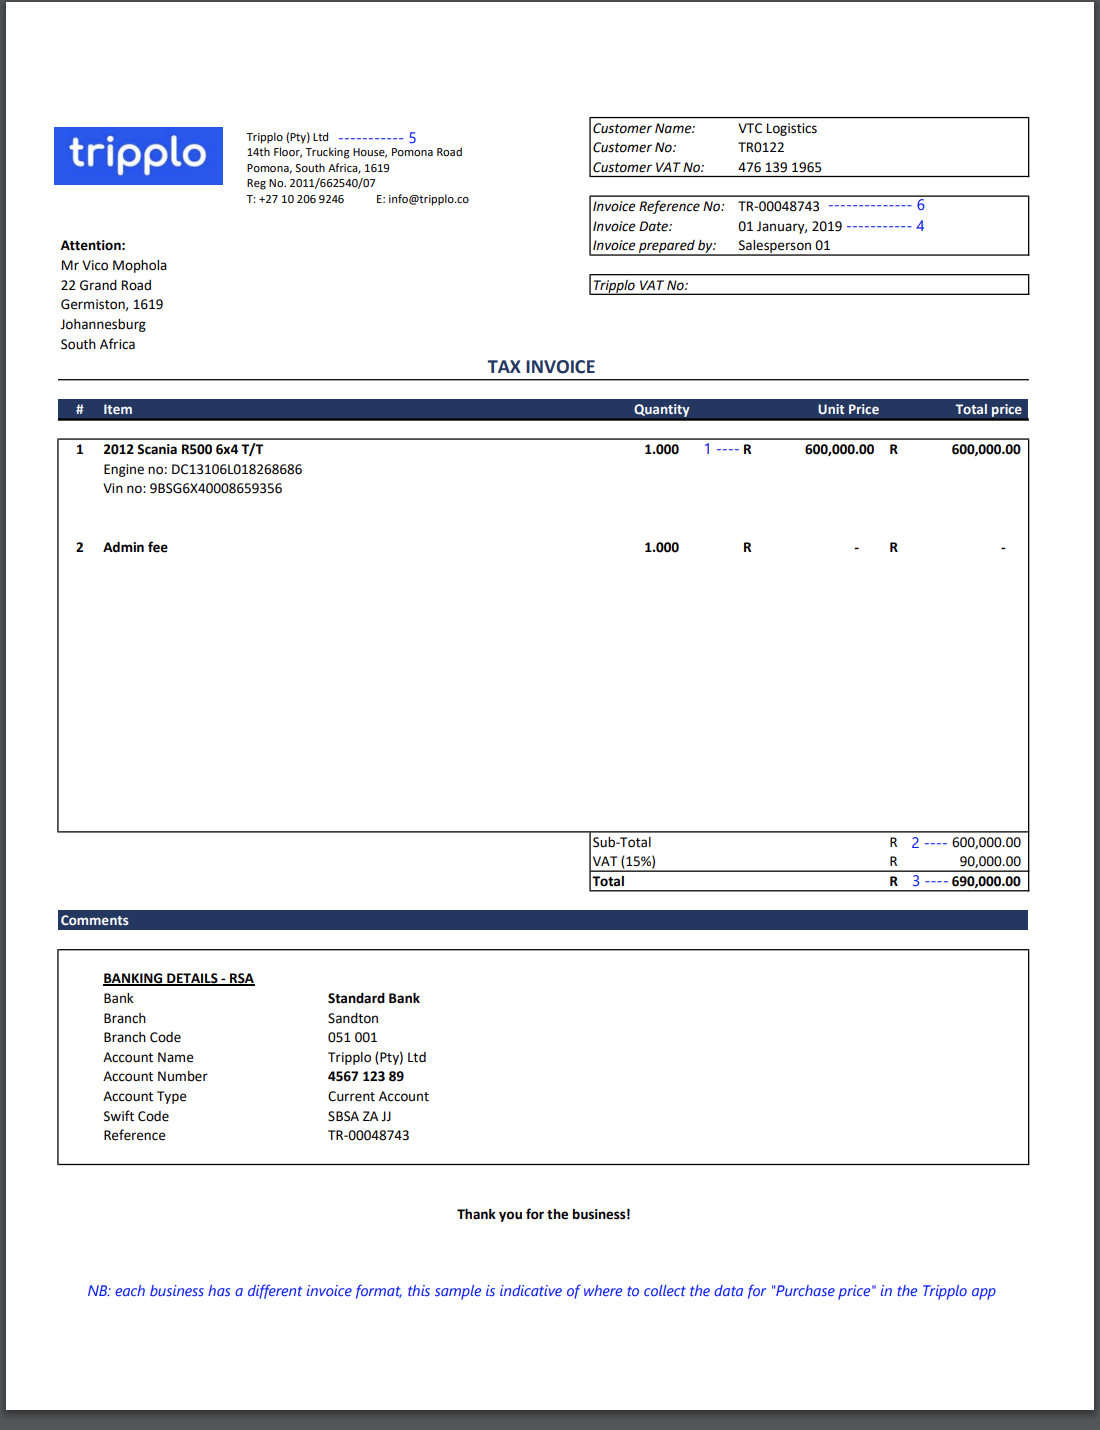 tripplo
Tripplo (Pty) Ltd ----------- 5
14th Floor, Trucking House, Pomona Road
Pomona, South Africa, 1619
Reg No. 2011/662540/07
T: +27 10 206 9246 E: info@tripplo.co
Customer Name: VTC Logistics
Customer No: TR0122
Customer VAT No: 476 139 1965
Invoice Reference No: TR-00048743 -------------- 6
Invoice Date: 01 January, 2019 ----------- 4
Invoice prepared by: Salesperson 01
Tripplo VAT No:
Attention:
Mr Vico Mophola
22 Grand Road
Germiston, 1619
Johannesburg
South Africa
TAX INVOICE
# Item Quantity Unit Price Total price
1 2012 Scania R500 6x4 T/T 1.000 1 ---- R 600,000.00 R 600,000.00
Engine no: DC13106L018268686
Vin no: 9BSG6X40008659356
2 Admin fee 1.000 R - R -
Sub-Total R 2 ---- 600,000.00
VAT (15%) R 90,000.00
Total R 3 ---- 690,000.00
Comments
BANKING DETAILS - RSA
Bank Standard Bank
Branch Sandton
Branch Code 051 001
Account Name Tripplo (Pty) Ltd
Account Number 4567 123 89
Account Type Current Account
Swift Code SBSA ZA JJ
Reference TR-00048743
Thank you for the business!
NB: each business has a different invoice format, this sample is indicative of where to collect the data for "Purchase price" in the Tripplo app